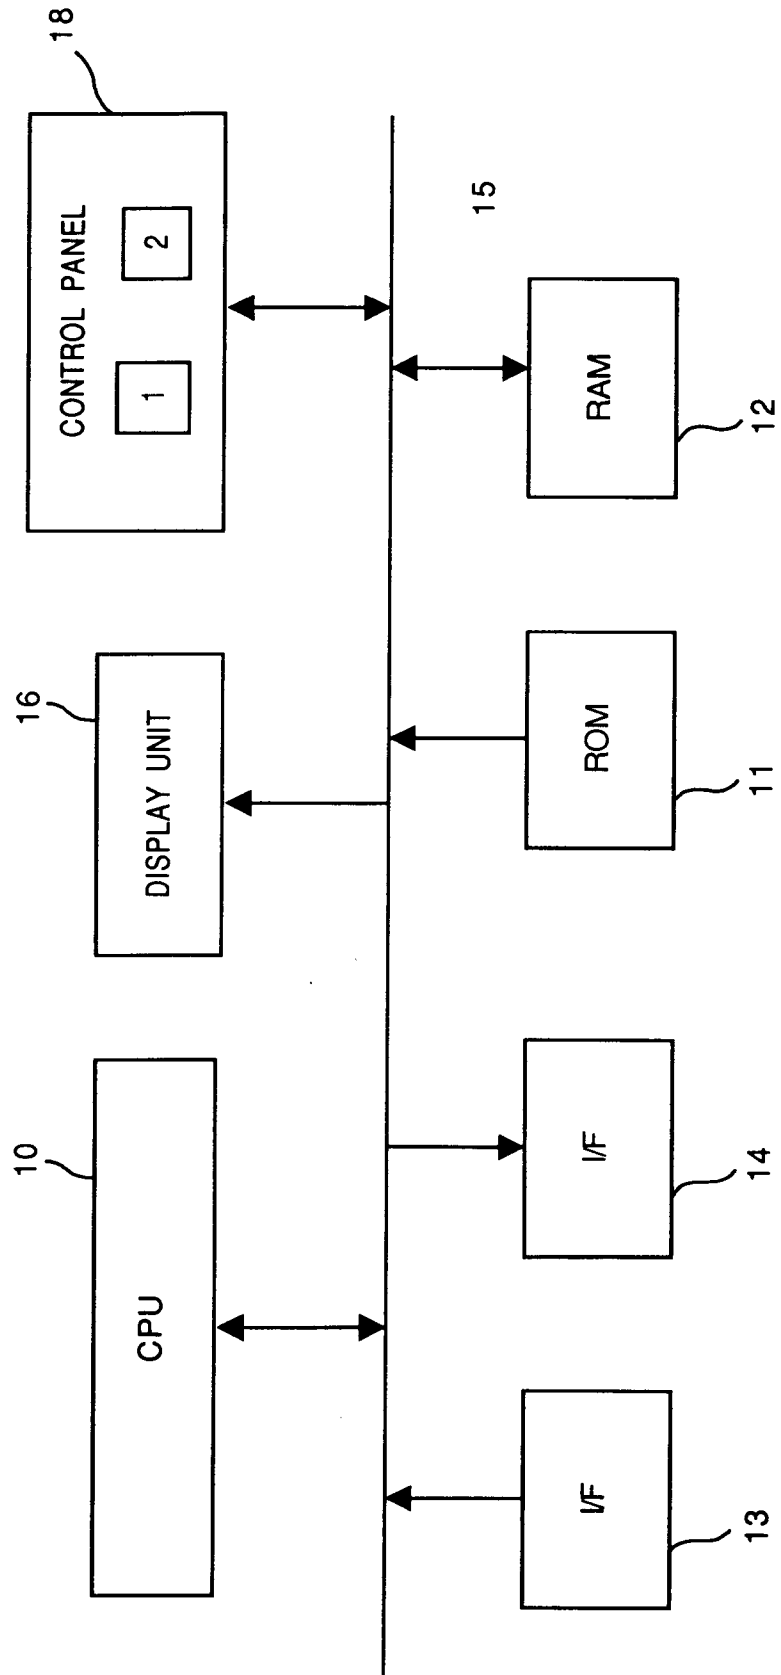 10
CPU
16
DISPLAY UNIT
18
CONTROL PANEL
1
2
15
I/F
13
I/F
14
ROM
11
RAM
12